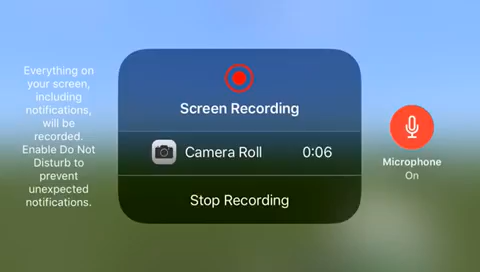 Everything on
your screen,
including
notifications,
will be
recorded.
Enable Do Not
Disturb to
prevent
unexpected
notifications.
Screen Recording
Camera Roll 0:06
Stop Recording
Microphone
On